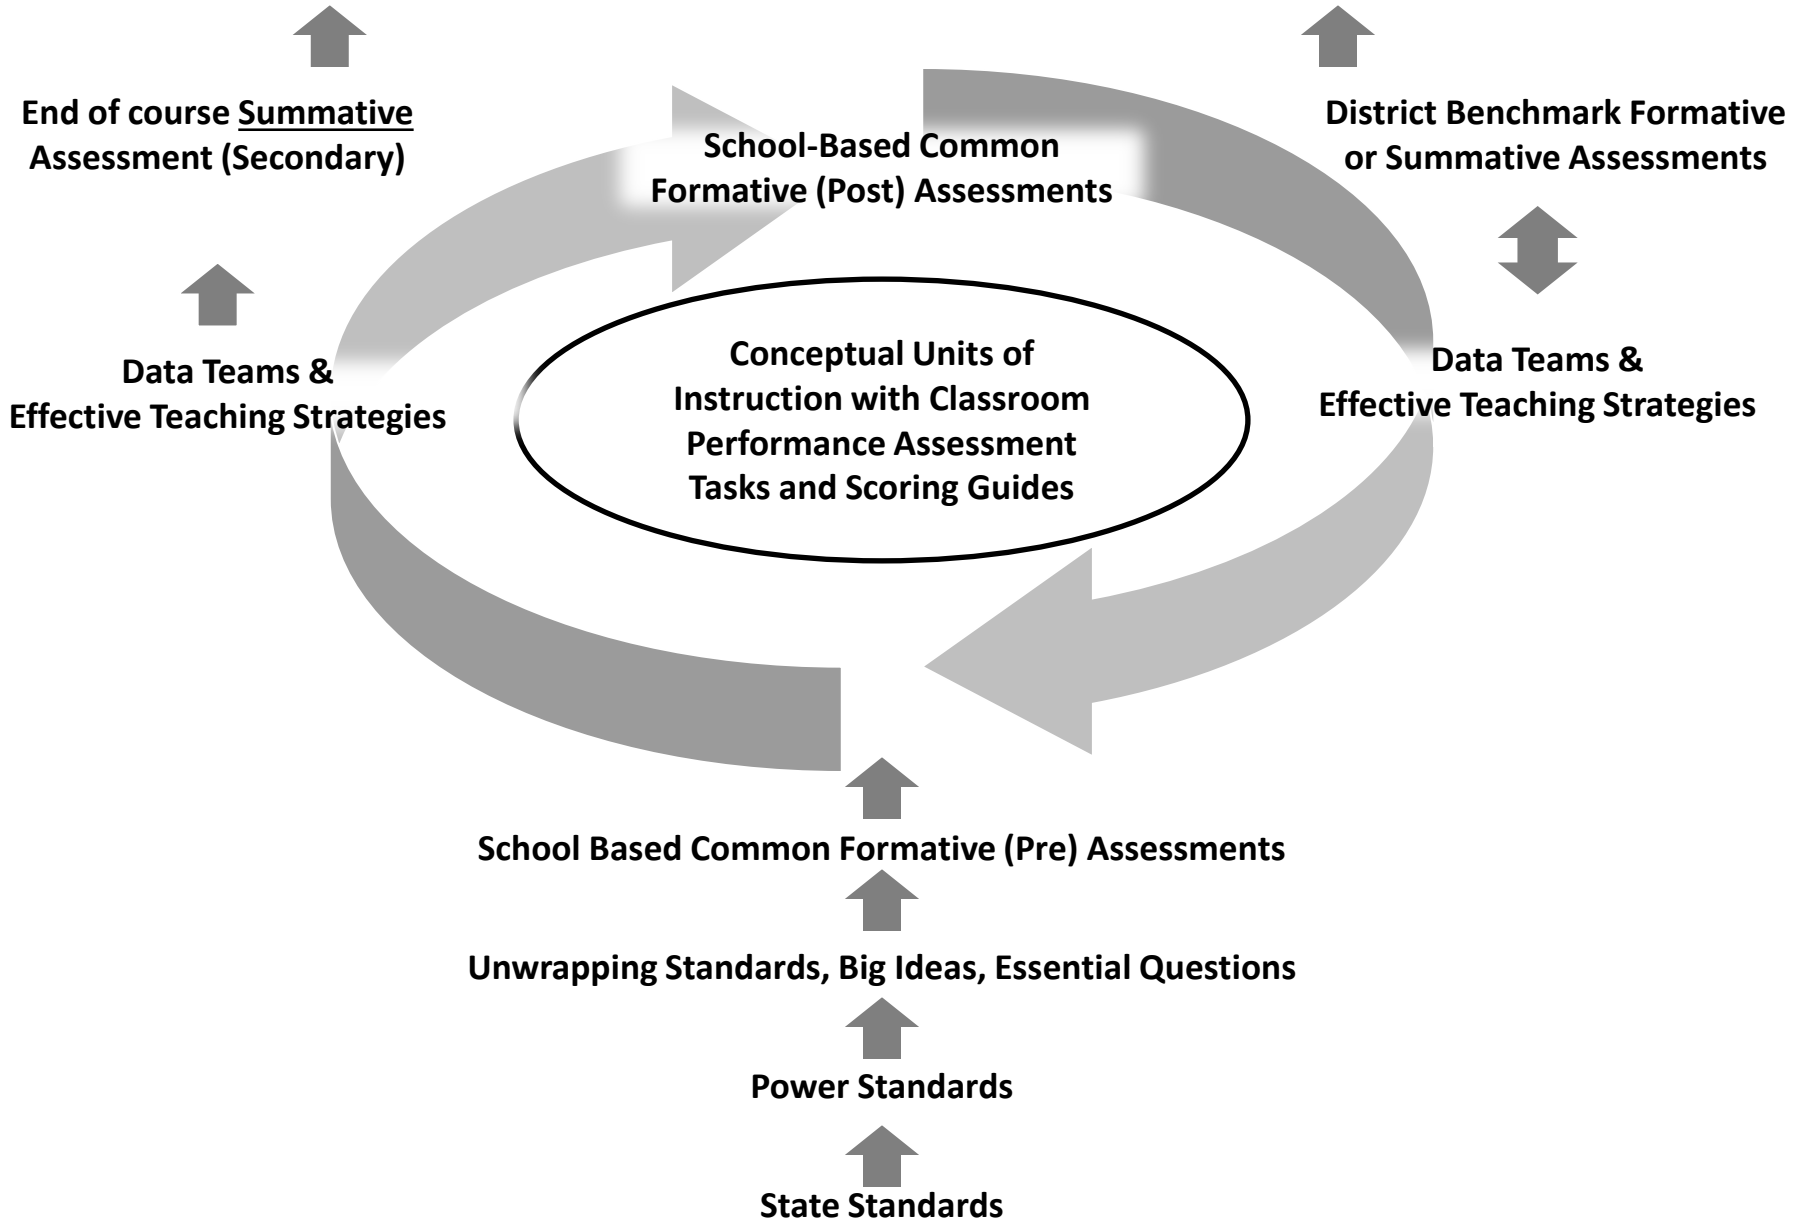 End of course Summative
Assessment (Secondary)
School-Based Common
Formative (Post) Assessments
District Benchmark Formative
or Summative Assessments
Data Teams &
Effective Teaching Strategies
Conceptual Units of
Instruction with Classroom
Performance Assessment
Tasks and Scoring Guides
Data Teams &
Effective Teaching Strategies
School Based Common Formative (Pre) Assessments
Unwrapping Standards, Big Ideas, Essential Questions
Power Standards
State Standards